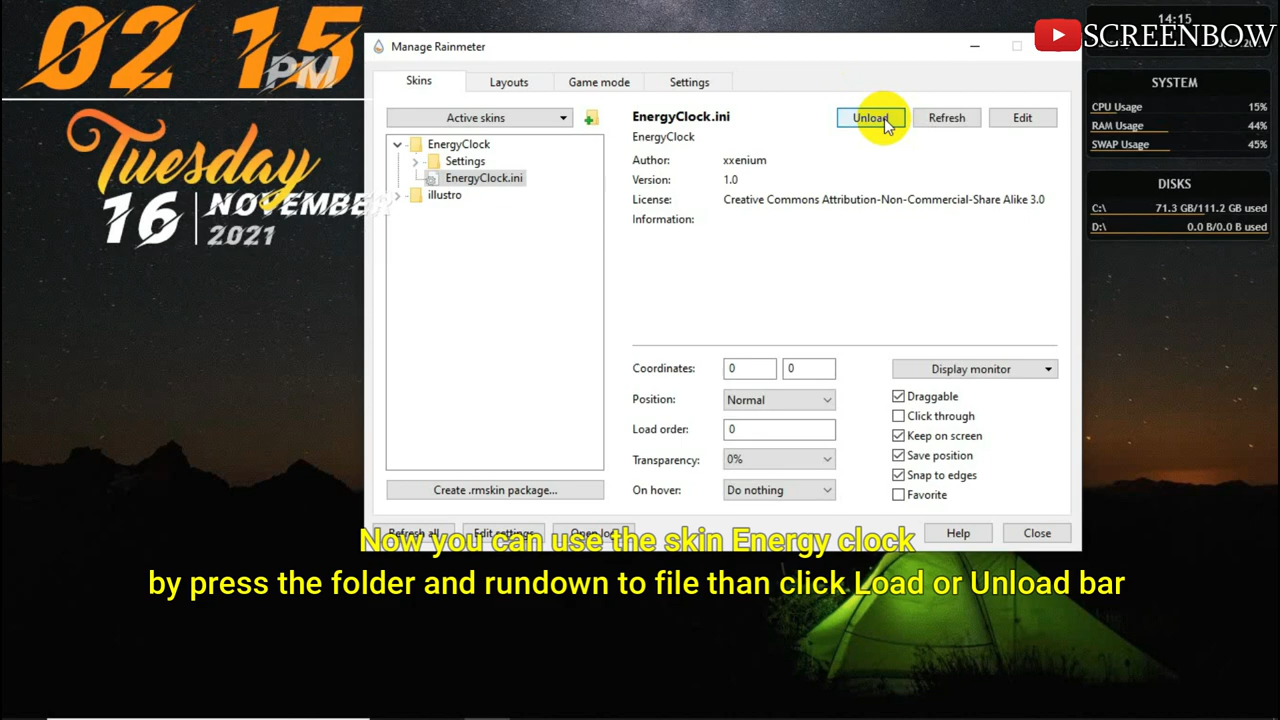 02 15
PM
Tuesday
16
NOVEMBER
2021
Manage Rainmeter
Skins
Layouts
Game mode
Settings
Active skins
EnergyClock
Settings
EnergyClock.ini
illustro
Create .rmskin package...
EnergyClock.ini
Unload
Refresh
Edit
EnergyClock
Author: xxenium
Version: 1.0
License: Creative Commons Attribution-Non-Commercial-Share Alike 3.0
Information:
Coordinates: 0 0
Display monitor
Position: Normal
Load order: 0
Transparency: 0%
On hover: Do nothing
Draggable
Click through
Keep on screen
Save position
Snap to edges
Favorite
Refresh all
Edit settings
Help
Close
Now you can use the skin Energy clock
by press the folder and rundown to file than click Load or Unload bar
14:15
SCREENBOW
SYSTEM
CPU Usage 15%
RAM Usage 44%
SWAP Usage 45%
DISKS
C:\ 71.3 GB/111.2 GB used
D:\ 0.0 B/0.0 B used